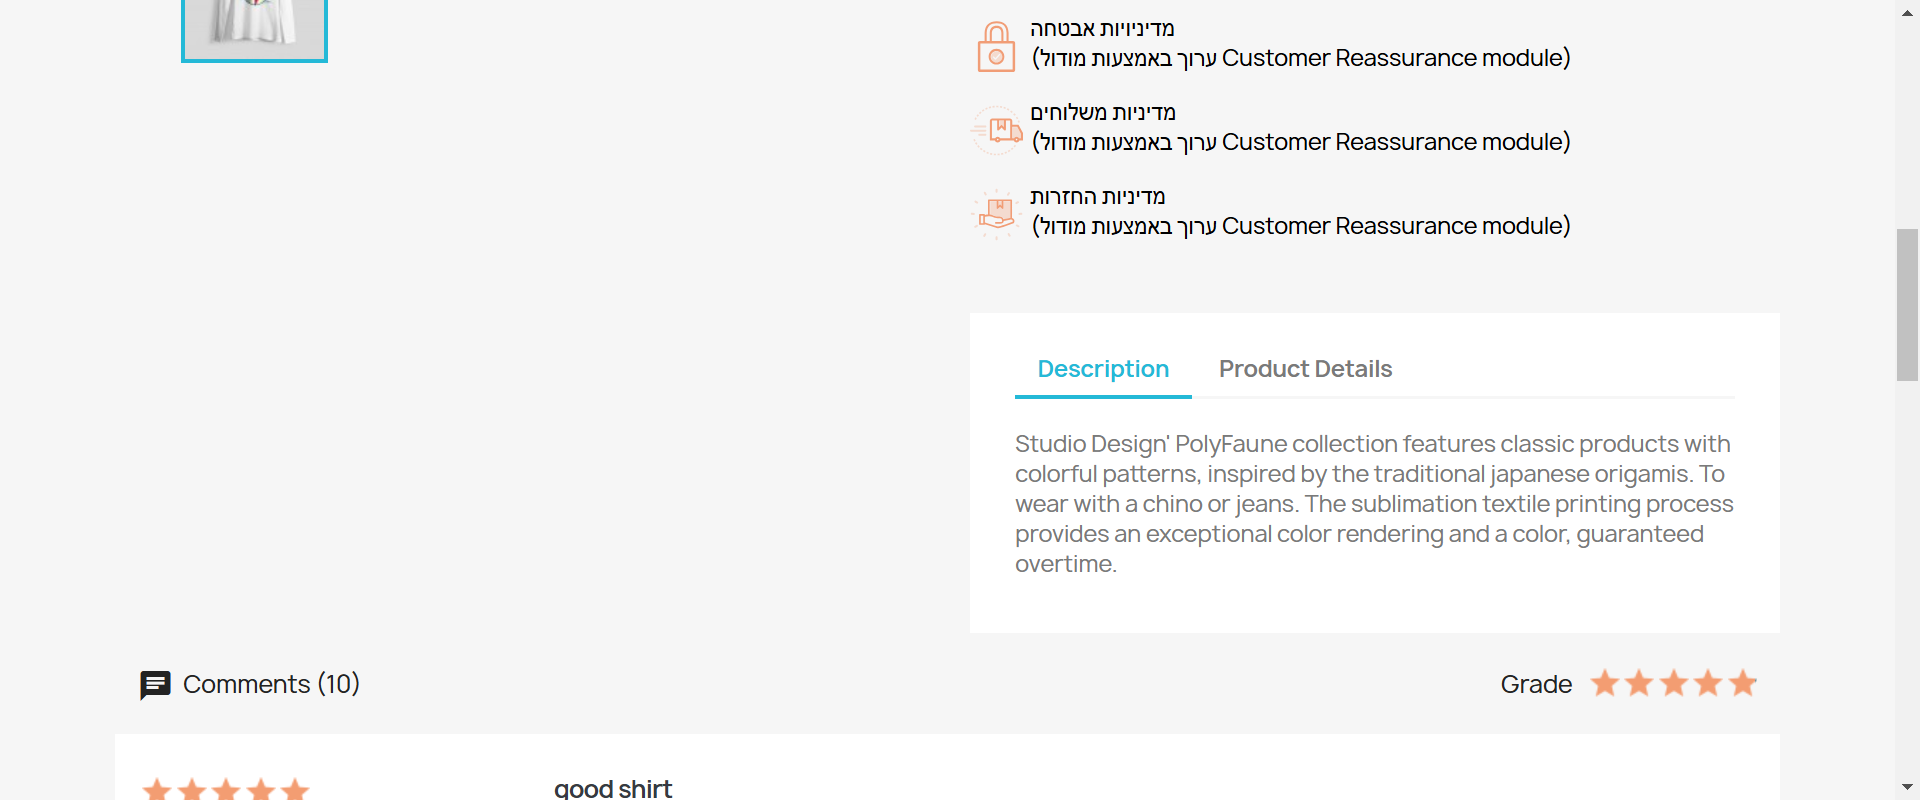 מדיניויות אבטחה
(ערוך באמצעות מודול Customer Reassurance module)
מדיניות משלוחים
(ערוך באמצעות מודול Customer Reassurance module)
מדיניות החזרות
(ערוך באמצעות מודול Customer Reassurance module)
Description
Product Details
Studio Design' PolyFaune collection features classic products with
colorful patterns, inspired by the traditional japanese origamis. To
wear with a chino or jeans. The sublimation textile printing process
provides an exceptional color rendering and a color, guaranteed
overtime.
Comments (10)
Grade
good shirt